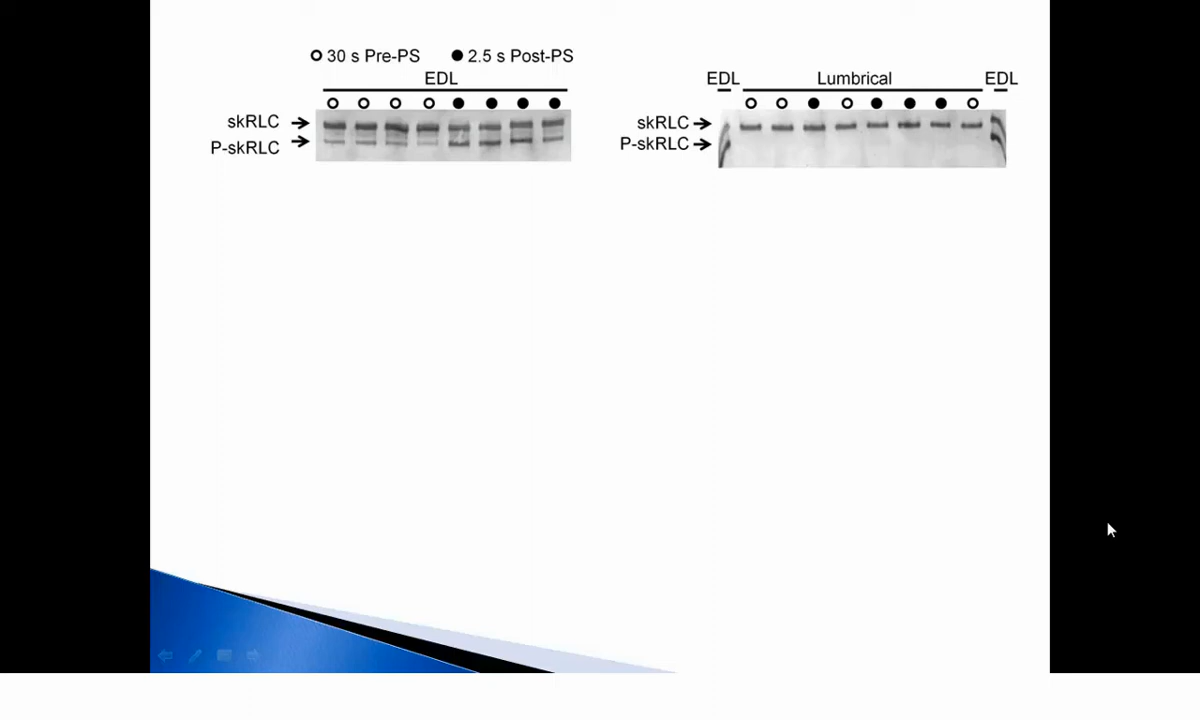 30 s Pre-PS 2.5 s Post-PS
EDL
skRLC
P-skRLC
EDL Lumbrical EDL
skRLC
P-skRLC